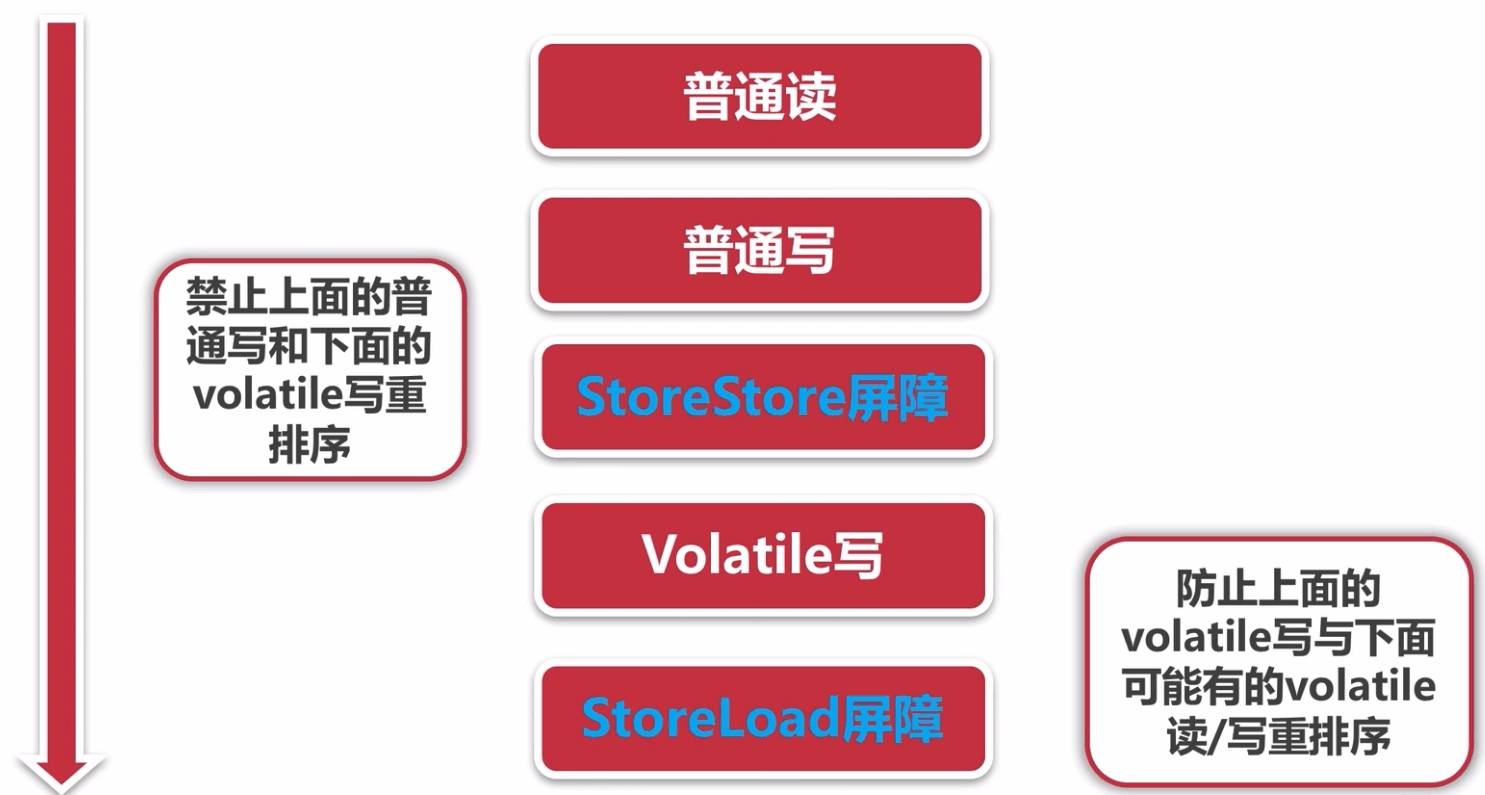 普通读
普通写
禁止上面的普
通写和下面的
volatile写重
排序
StoreStore屏障
Volatile写
防止上面的
volatile写与下面
可能有的volatile
读/写重排序
StoreLoad屏障